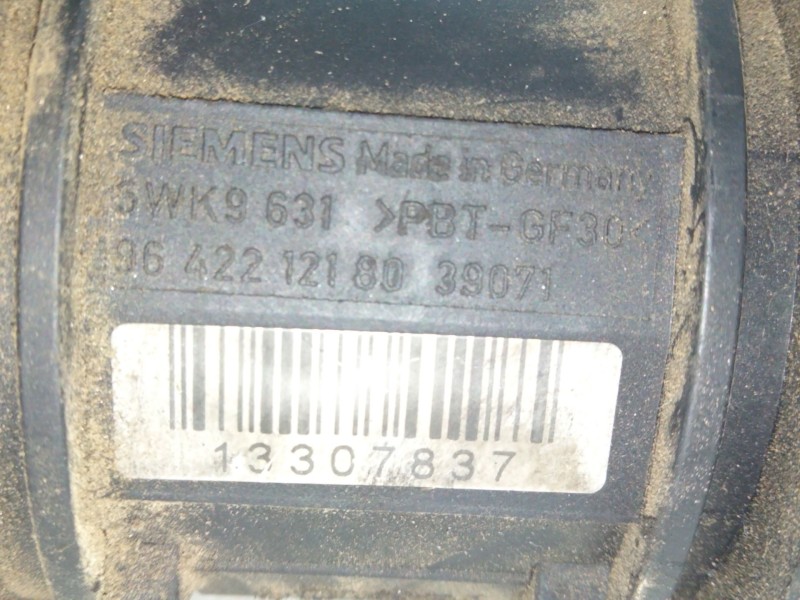 SIEMENS Made in Germany
5WK9 631 >PBT-GF30<
96 422 121 80 39071
13307837